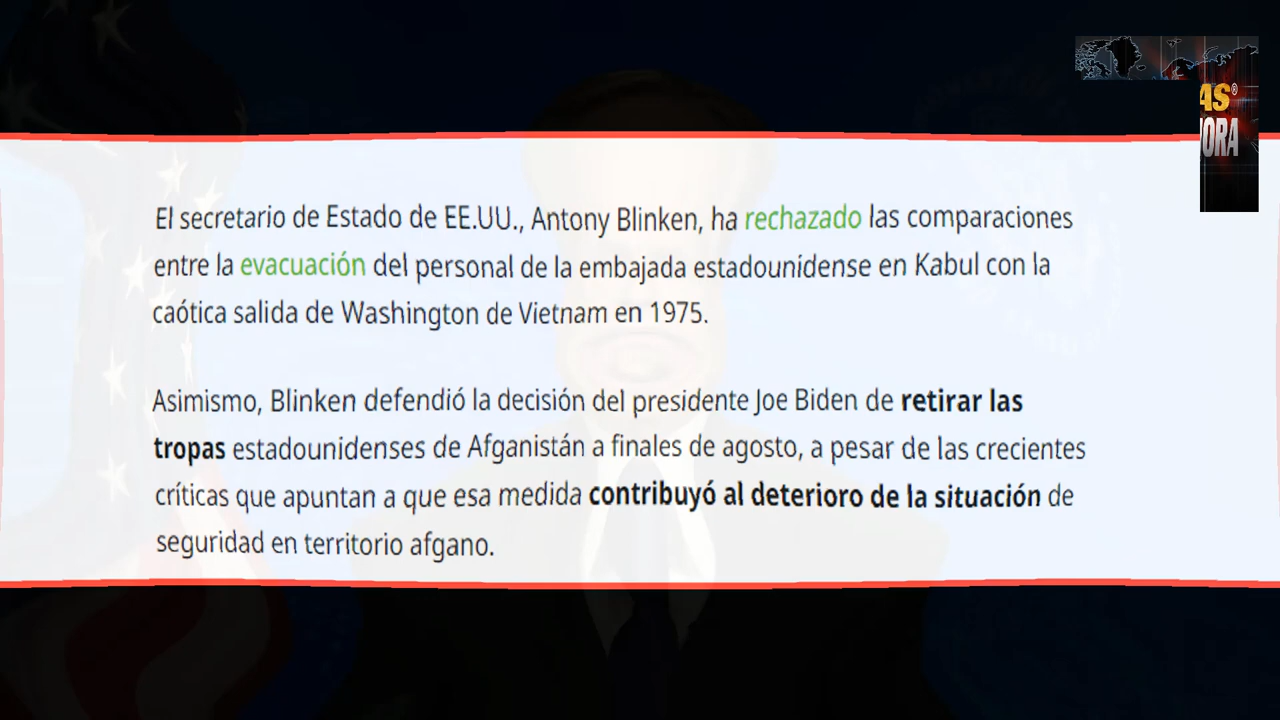 AS®
ORA
El secretario de Estado de EE.UU., Antony Blinken, ha rechazado las comparaciones
entre la evacuación del personal de la embajada estadounidense en Kabul con la
caótica salida de Washington de Vietnam en 1975.
Asimismo, Blinken defendió la decisión del presidente Joe Biden de retirar las
tropas estadounidenses de Afganistán a finales de agosto, a pesar de las crecientes
críticas que apuntan a que esa medida contribuyó al deterioro de la situación de
seguridad en territorio afgano.